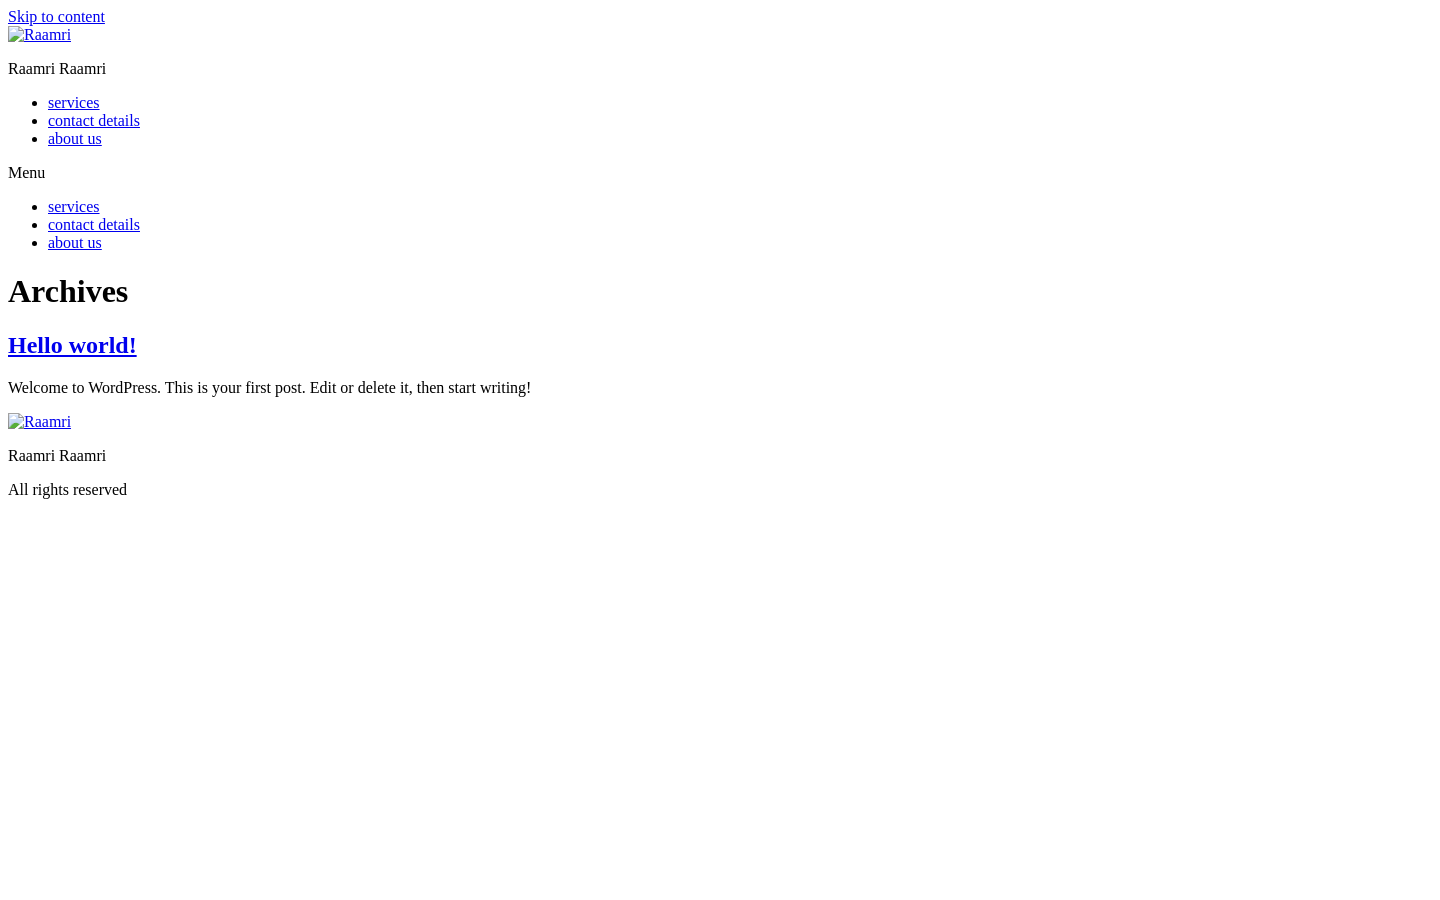 Skip to content
Raamri
Raamri Raamri
services
contact details
about us
Menu
services
contact details
about us
Archives
Hello world!
Welcome to WordPress. This is your first post. Edit or delete it, then start writing!
Raamri
Raamri Raamri
All rights reserved